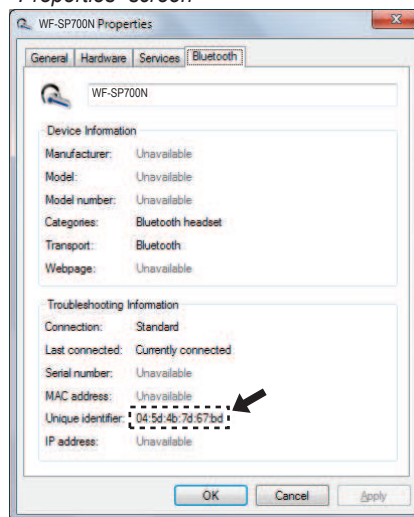 WF-SP700N Properties
General Hardware Services Bluetooth
WF-SP700N
Device Information
Manufacturer: Unavailable
Model: Unavailable
Model number: Unavailable
Categories: Bluetooth headset
Transport: Bluetooth
Webpage: Unavailable
Troubleshooting Information
Connection: Standard
Last connected: Currently connected
Serial number: Unavailable
MAC address: Unavailable
Unique identifier: 04:5d:4b:7d:67:bd
IP address: Unavailable
OK Cancel Apply